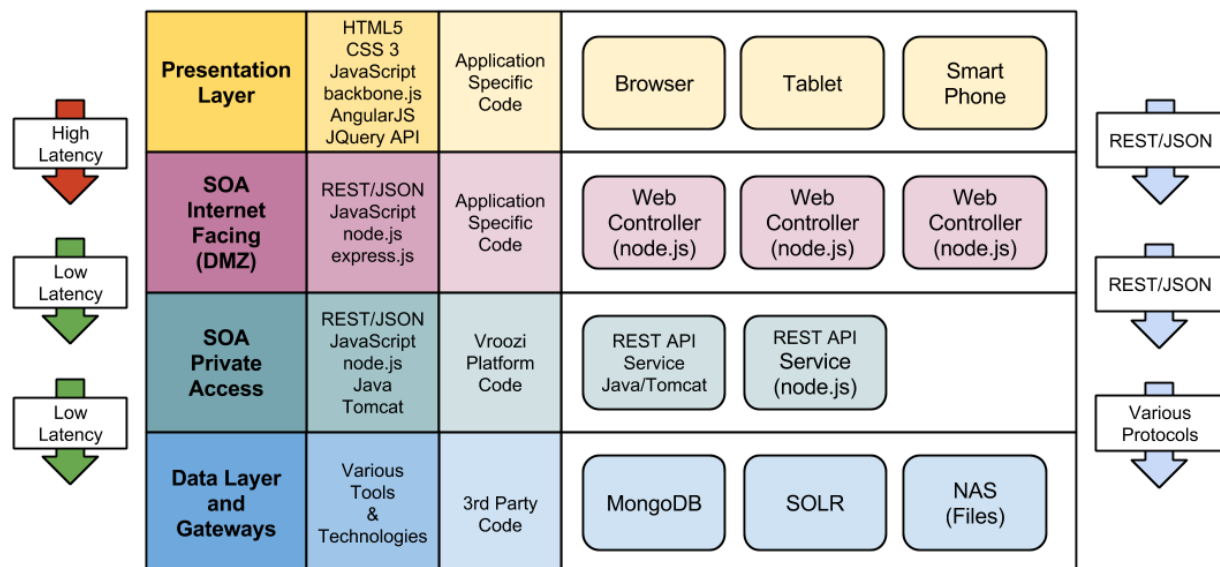 Presentation
Layer
HTML5
CSS 3
JavaScript
backbone.js
AngularJS
JQuery API
Application
Specific
Code
Browser
Tablet
Smart
Phone
High
Latency
REST/JSON
SOA
Internet
Facing
(DMZ)
REST/JSON
JavaScript
node.js
express.js
Application
Specific
Code
Web
Controller
(node.js)
Web
Controller
(node.js)
Web
Controller
(node.js)
Low
Latency
REST/JSON
SOA
Private
Access
REST/JSON
JavaScript
node.js
Java
Tomcat
Vroozi
Platform
Code
REST API
Service
Java/Tomcat
REST API
Service
(node.js)
Low
Latency
Various
Protocols
Data Layer
and
Gateways
Various
Tools
&
Technologies
3rd Party
Code
MongoDB
SOLR
NAS
(Files)